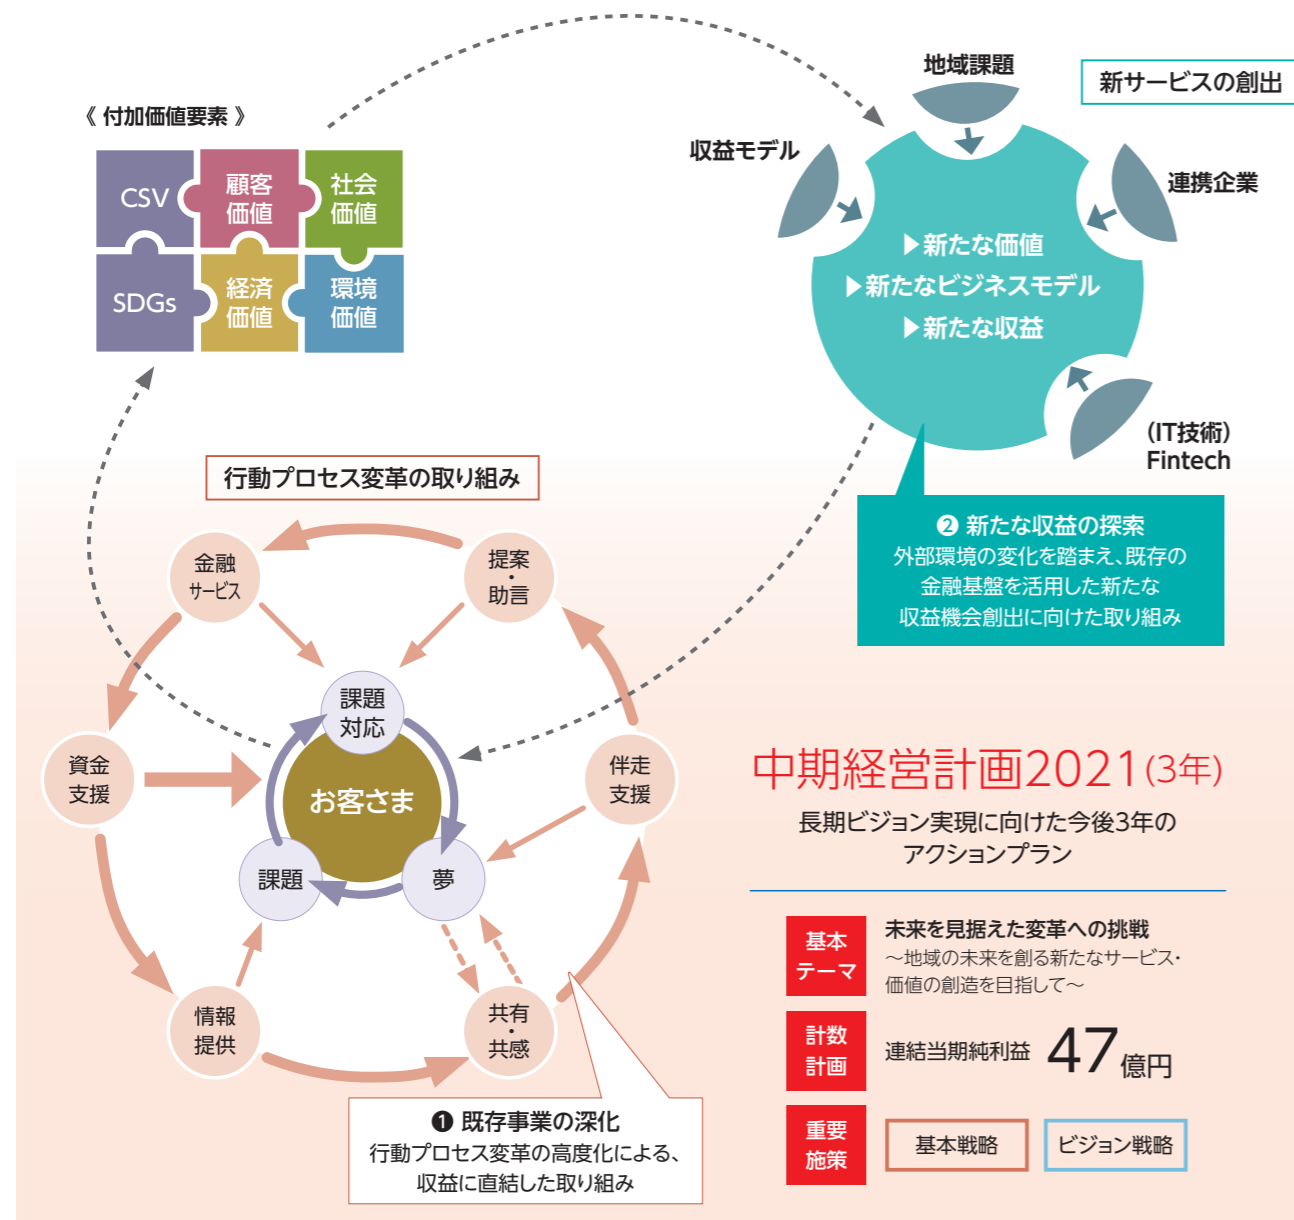 《 付加価値要素 》
CSV
顧客
価値
社会
価値
SDGs
経済
価値
環境
価値
新サービスの創出
地域課題
収益モデル
連携企業
▶新たな価値
▶新たなビジネスモデル
▶新たな収益
(IT技術)
Fintech
❷ 新たな収益の探索
外部環境の変化を踏まえ、既存の
金融基盤を活用した新たな
収益機会創出に向けた取り組み
行動プロセス変革の取り組み
金融
サービス
提案
・
助言
資金
支援
伴走
支援
情報
提供
共有
・
共感
課題
対応
お客さま
課題
夢
❶ 既存事業の深化
行動プロセス変革の高度化による、
収益に直結した取り組み
中期経営計画2021(3年)
長期ビジョン実現に向けた今後3年の
アクションプラン
基本
テーマ
未来を見据えた変革への挑戦
～地域の未来を創る新たなサービス・
価値の創造を目指して～
計数
計画
連結当期純利益 47億円
重要
施策
基本戦略
ビジョン戦略